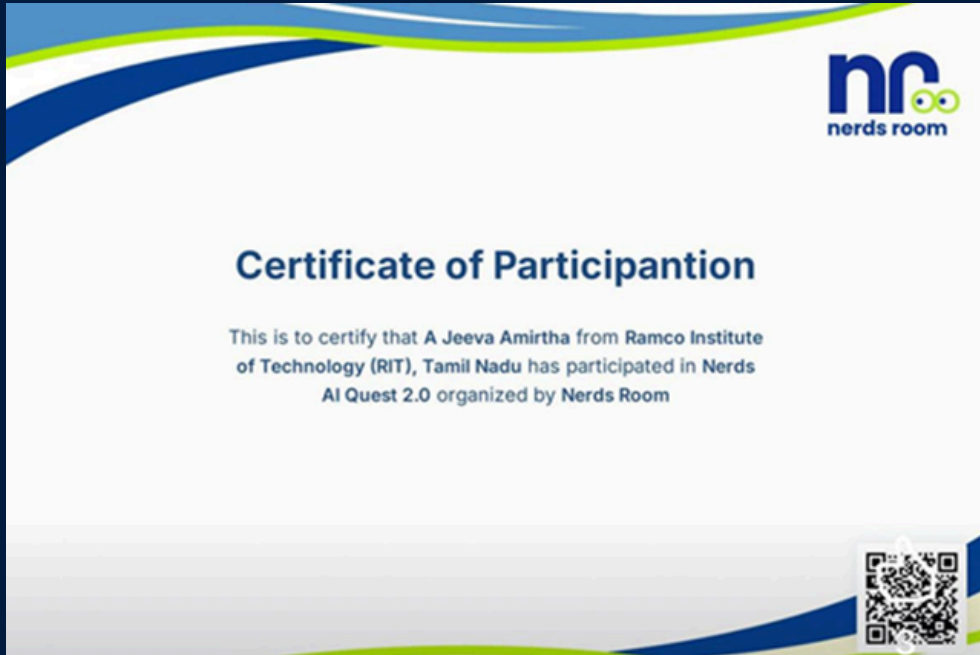 nr
nerds room
Certificate of Participantion
This is to certify that A Jeeva Amirtha from Ramco Institute
of Technology (RIT), Tamil Nadu has participated in Nerds
AI Quest 2.0 organized by Nerds Room